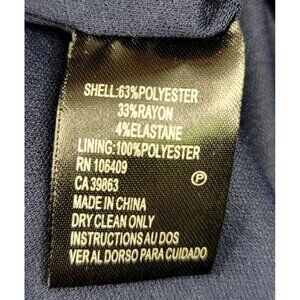 SHELL:63%POLYESTER
33%RAYON
4%ELASTANE
LINING:100%POLYESTER
RN 106409
CA 39863
P
MADE IN CHINA
DRY CLEAN ONLY
INSTRUCTIONS AU DOS
VER AL DORSO PARA CUIDADO